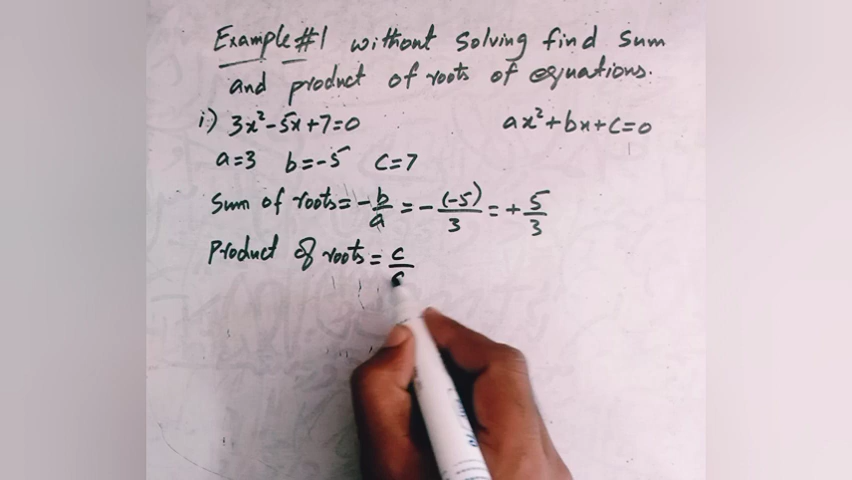 Example #1 without Solving find Sum
and product of roots of equations.
i) 3x²-5x+7=0 ax²+bx+c=0
a=3 b=-5 c=7
Sum of roots = -b/a = -(-5)/3 = +5/3
Product of roots = c/